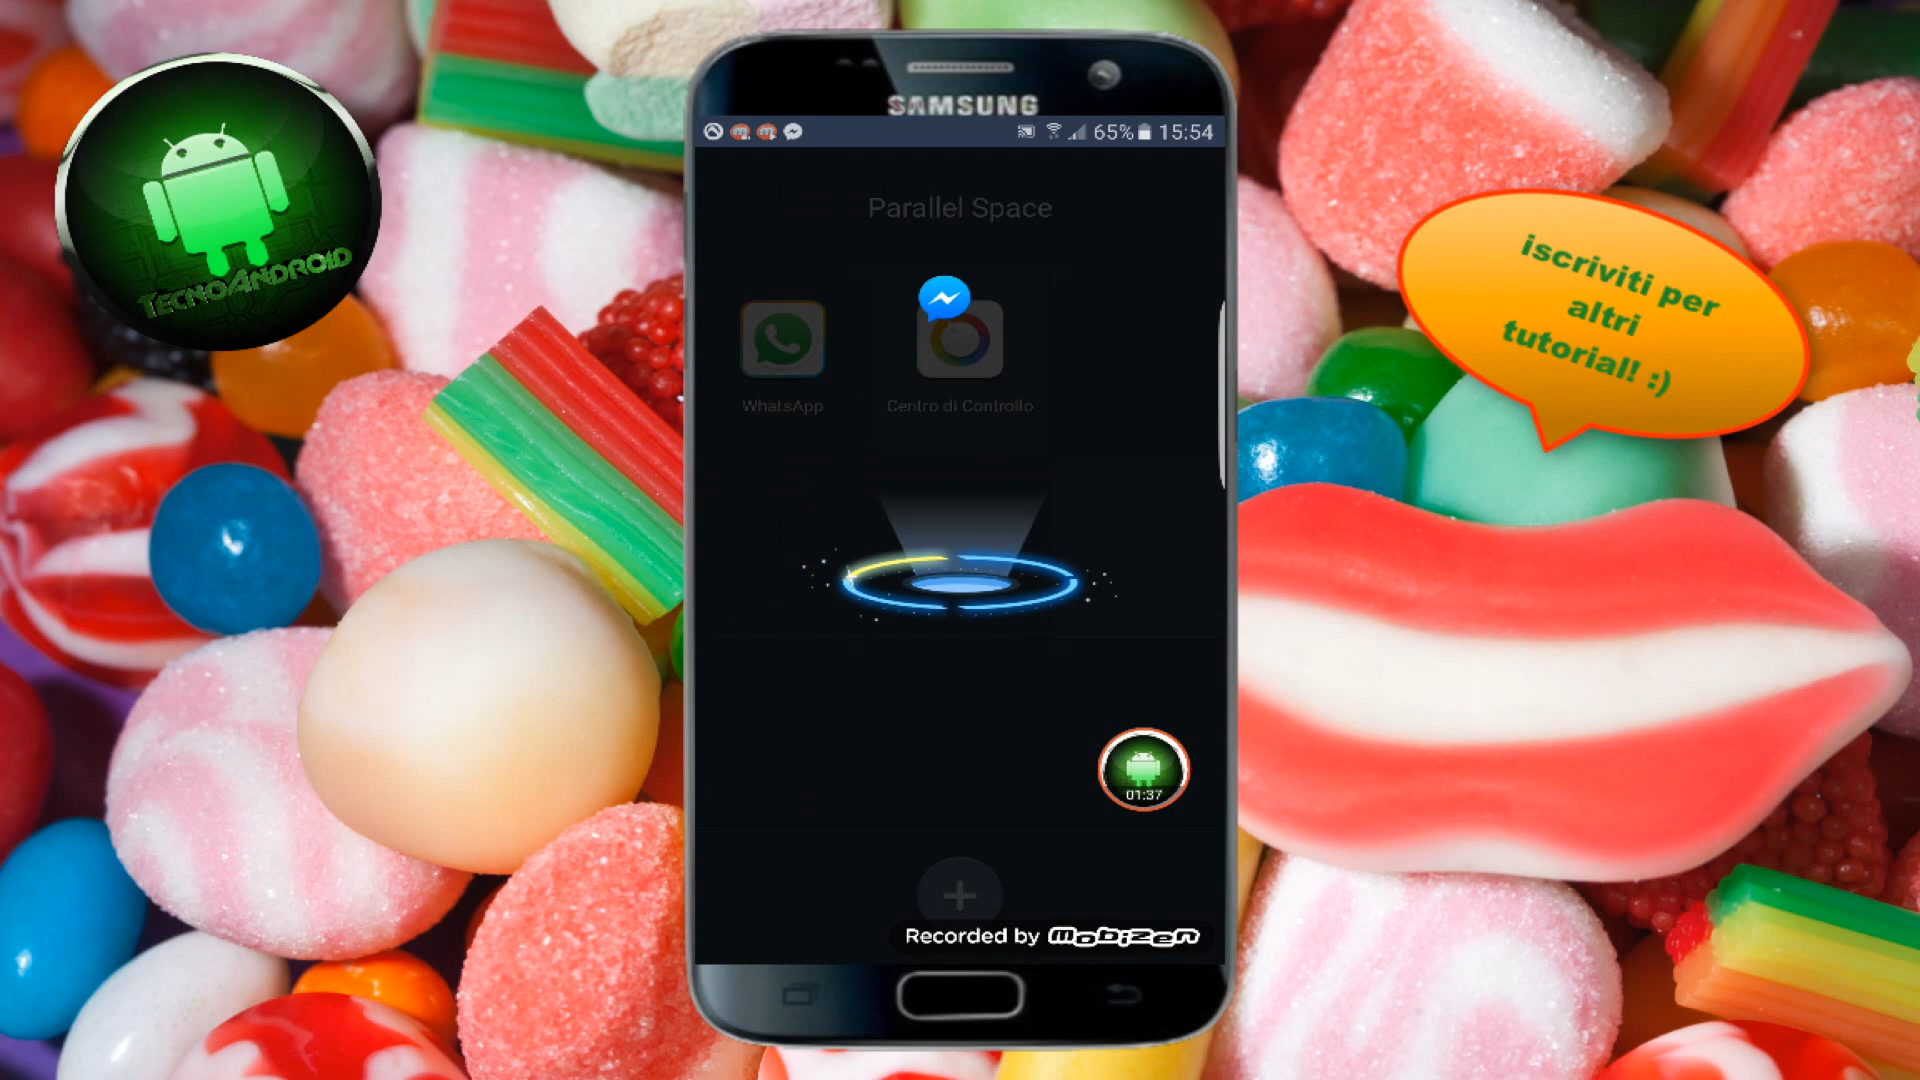 TECNOANDROID
SAMSUNG
65% 15:54
Parallel Space
WhatsApp
Centro di Controllo
iscriviti per
altri
tutorial! :)
01:37
Recorded by Mobizen